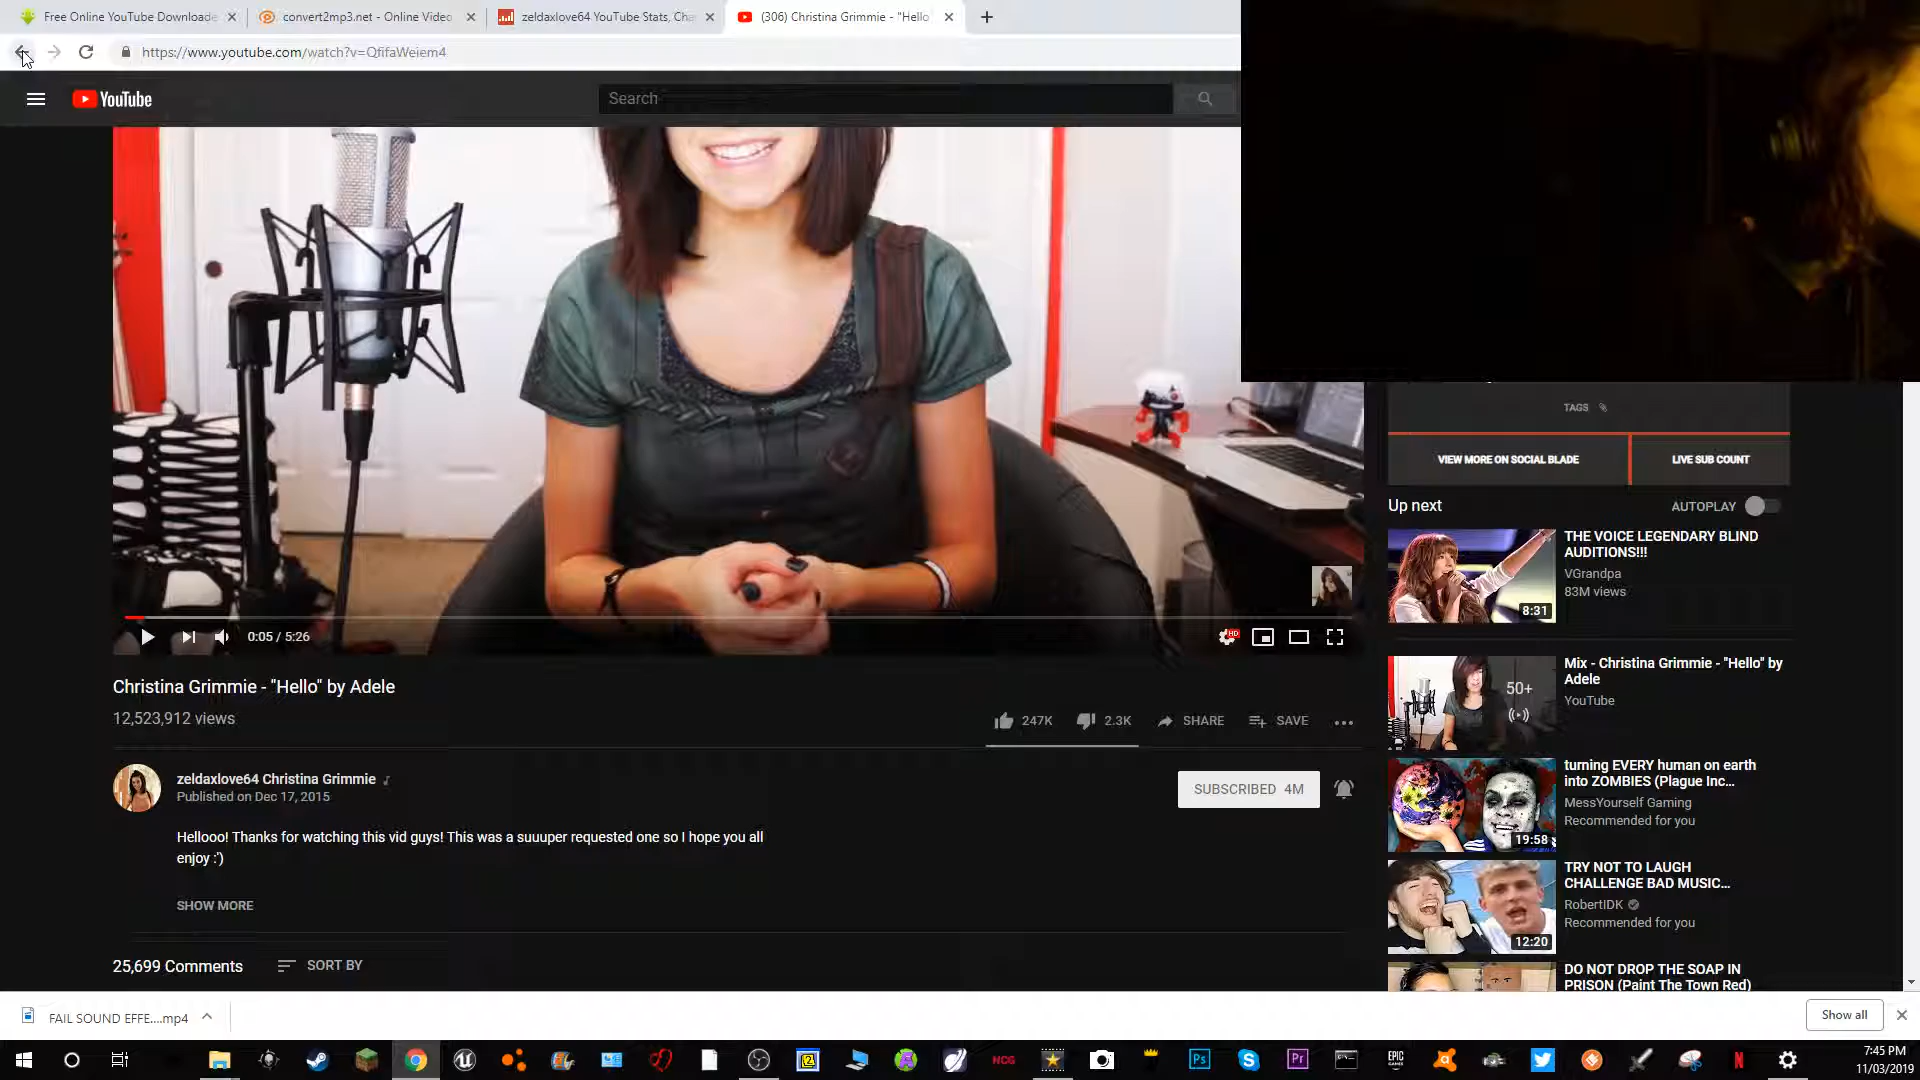 Free Online YouTube Downloade
convert2mp3.net - Online Video
zeldaxlove64 YouTube Stats, Cha
(306) Christina Grimmie - "Hello
https://www.youtube.com/watch?v=QfifaWeiem4
YouTube
Search
TAGS
VIEW MORE ON SOCIAL BLADE
LIVE SUB COUNT
Up next
AUTOPLAY
THE VOICE LEGENDARY BLIND
AUDITIONS!!!
VGrandpa
83M views
8:31
HD
0:05 / 5:26
Christina Grimmie - "Hello" by Adele
12,523,912 views
247K
2.3K
SHARE
SAVE
Mix - Christina Grimmie - "Hello" by
Adele
YouTube
50+
zeldaxlove64 Christina Grimmie
Published on Dec 17, 2015
SUBSCRIBED 4M
Hellooo! Thanks for watching this vid guys! This was a suuuper requested one so I hope you all
enjoy :')
SHOW MORE
turning EVERY human on earth
into ZOMBIES (Plague Inc...
MessYourself Gaming
Recommended for you
19:58
TRY NOT TO LAUGH
CHALLENGE BAD MUSIC...
RobertIDK
Recommended for you
12:20
25,699 Comments
SORT BY
DO NOT DROP THE SOAP IN
PRISON (Paint The Town Red)
FAIL SOUND EFFE....mp4
Show all
HCG
Ps
Pr
EPIC
GAMES
7:45 PM
11/03/2019